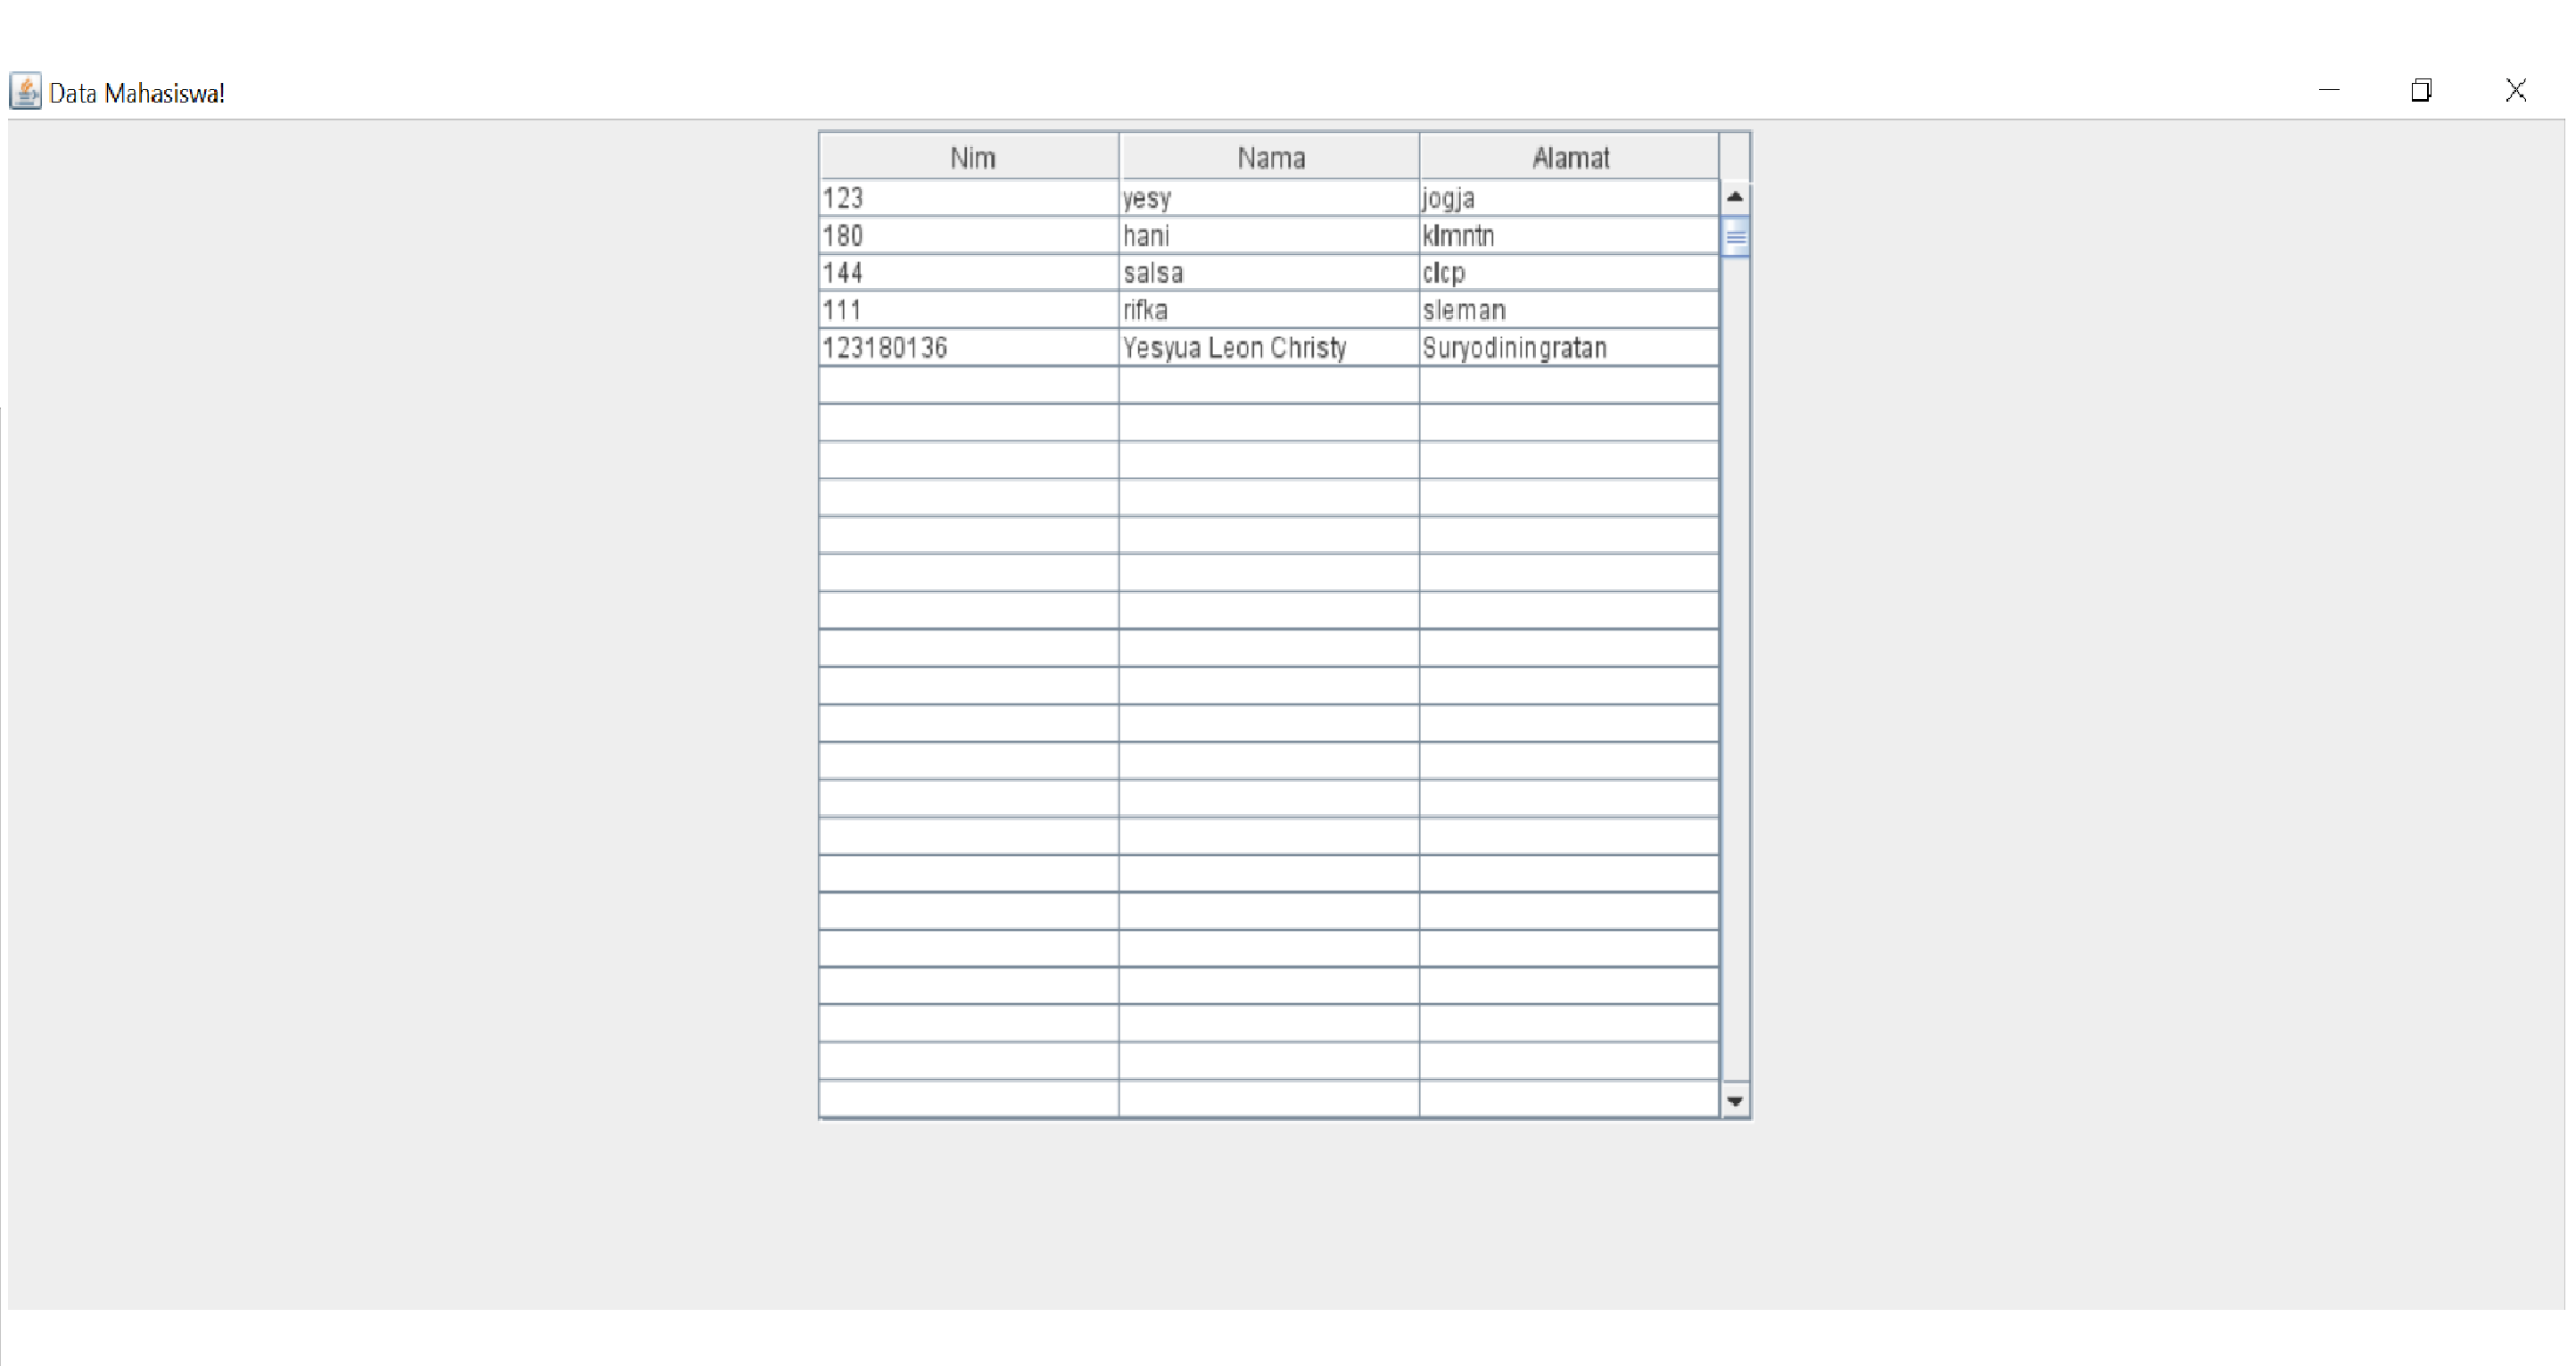 Data Mahasiswa!
Nim Nama Alamat
123 yesy jogja
180 hani klmntn
144 salsa clcp
111 rifka sleman
123180136 Yesyua Leon Christy Suryodiningratan